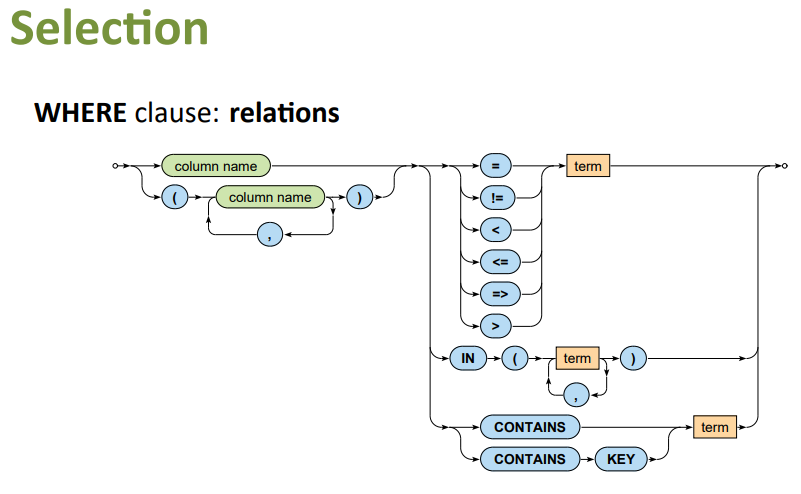 Selection
WHERE clause: relations
column name = term
( column name ) !=
, <
<=
=>
>
IN ( term )
,
CONTAINS term
CONTAINS KEY